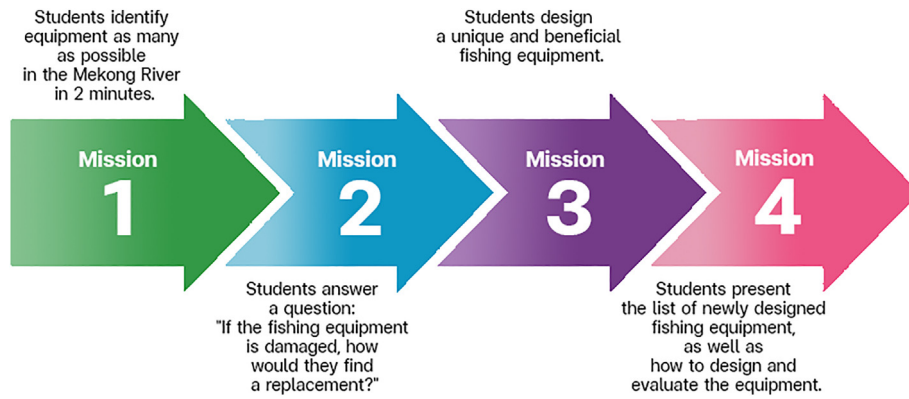 Students identify
equipment as many
as possible
in the Mekong River
in 2 minutes.
Mission
1
Mission
2
Students answer
a question:
"If the fishing equipment
is damaged, how
would they find
a replacement?"
Students design
a unique and beneficial
fishing equipment.
Mission
3
Mission
4
Students present
the list of newly designed
fishing equipment,
as well as
how to design and
evaluate the equipment.